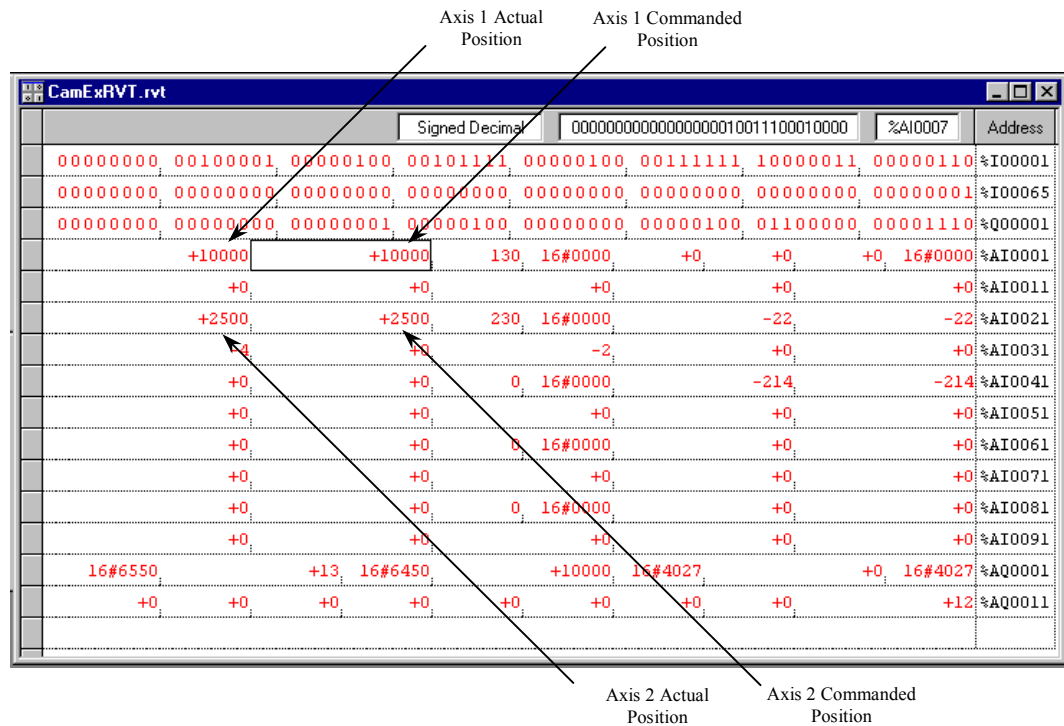 Axis 1 Actual Position
Axis 1 Commanded Position
CamExRVT.rvt
Signed Decimal 00000000000000000010011100010000 %AI0007 Address
00000000 00100001 00000100 00101111 00000100 00111111 10000011 00000110 %I00001
00000000 00000000 00000000 00000000 00000000 00000000 00000000 00000001 %I00065
00000000 00000000 00000001 00000100 00000000 00000100 01100000 00001110 %Q00001
+10000 +10000 130 16#0000 +0 +0 +0 16#0000 %AI0001
+0 +0 +0 +0 +0 %AI0011
+2500 +2500 230 16#0000 -22 -22 %AI0021
-4 +0 -2 +0 +0 %AI0031
+0 +0 0 16#0000 -214 -214 %AI0041
+0 +0 +0 +0 +0 %AI0051
+0 +0 0 16#0000 +0 +0 %AI0061
+0 +0 +0 +0 +0 %AI0071
+0 +0 0 16#0000 +0 +0 %AI0081
+0 +0 +0 +0 +0 %AI0091
16#6550 +13 16#6450 +10000 16#4027 +0 16#4027 %AQ0001
+0 +0 +0 +0 +0 +0 +0 +0 +12 %AQ0011
Axis 2 Actual Position
Axis 2 Commanded Position